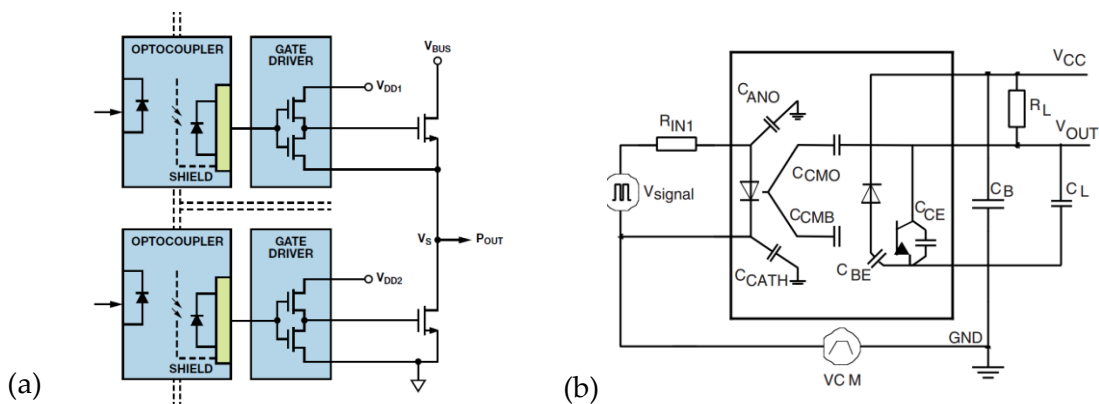 OPTOCOUPLER
GATE
DRIVER
VBUS
VDD1
SHIELD
OPTOCOUPLER
GATE
DRIVER
VS
POUT
VDD2
SHIELD
(a)
VCC
CANO
RL
RIN1
VOUT
CCMO
Vsignal
CCMB
CCE
CB
CL
CBE
CCATH
GND
VC M
(b)